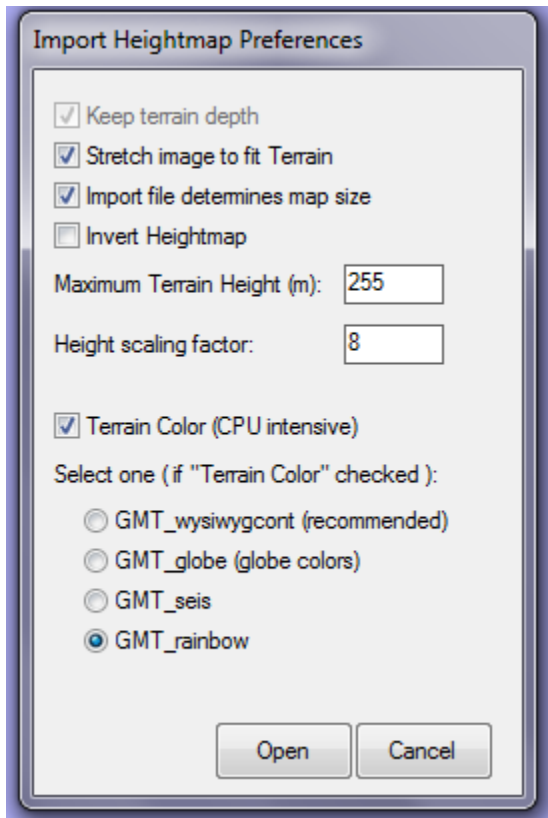 Import Heightmap Preferences
Keep terrain depth
Stretch image to fit Terrain
Import file determines map size
Invert Heightmap
Maximum Terrain Height (m): 255
Height scaling factor: 8
Terrain Color (CPU intensive)
Select one ( if "Terrain Color" checked ):
GMT_wysiwygcont (recommended)
GMT_globe (globe colors)
GMT_seis
GMT_rainbow
Open Cancel